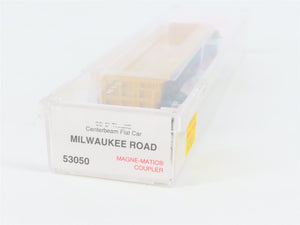 Centerbeam Flat Car
MILWAUKEE ROAD
53050
MAGNE-MATIC®
COUPLER